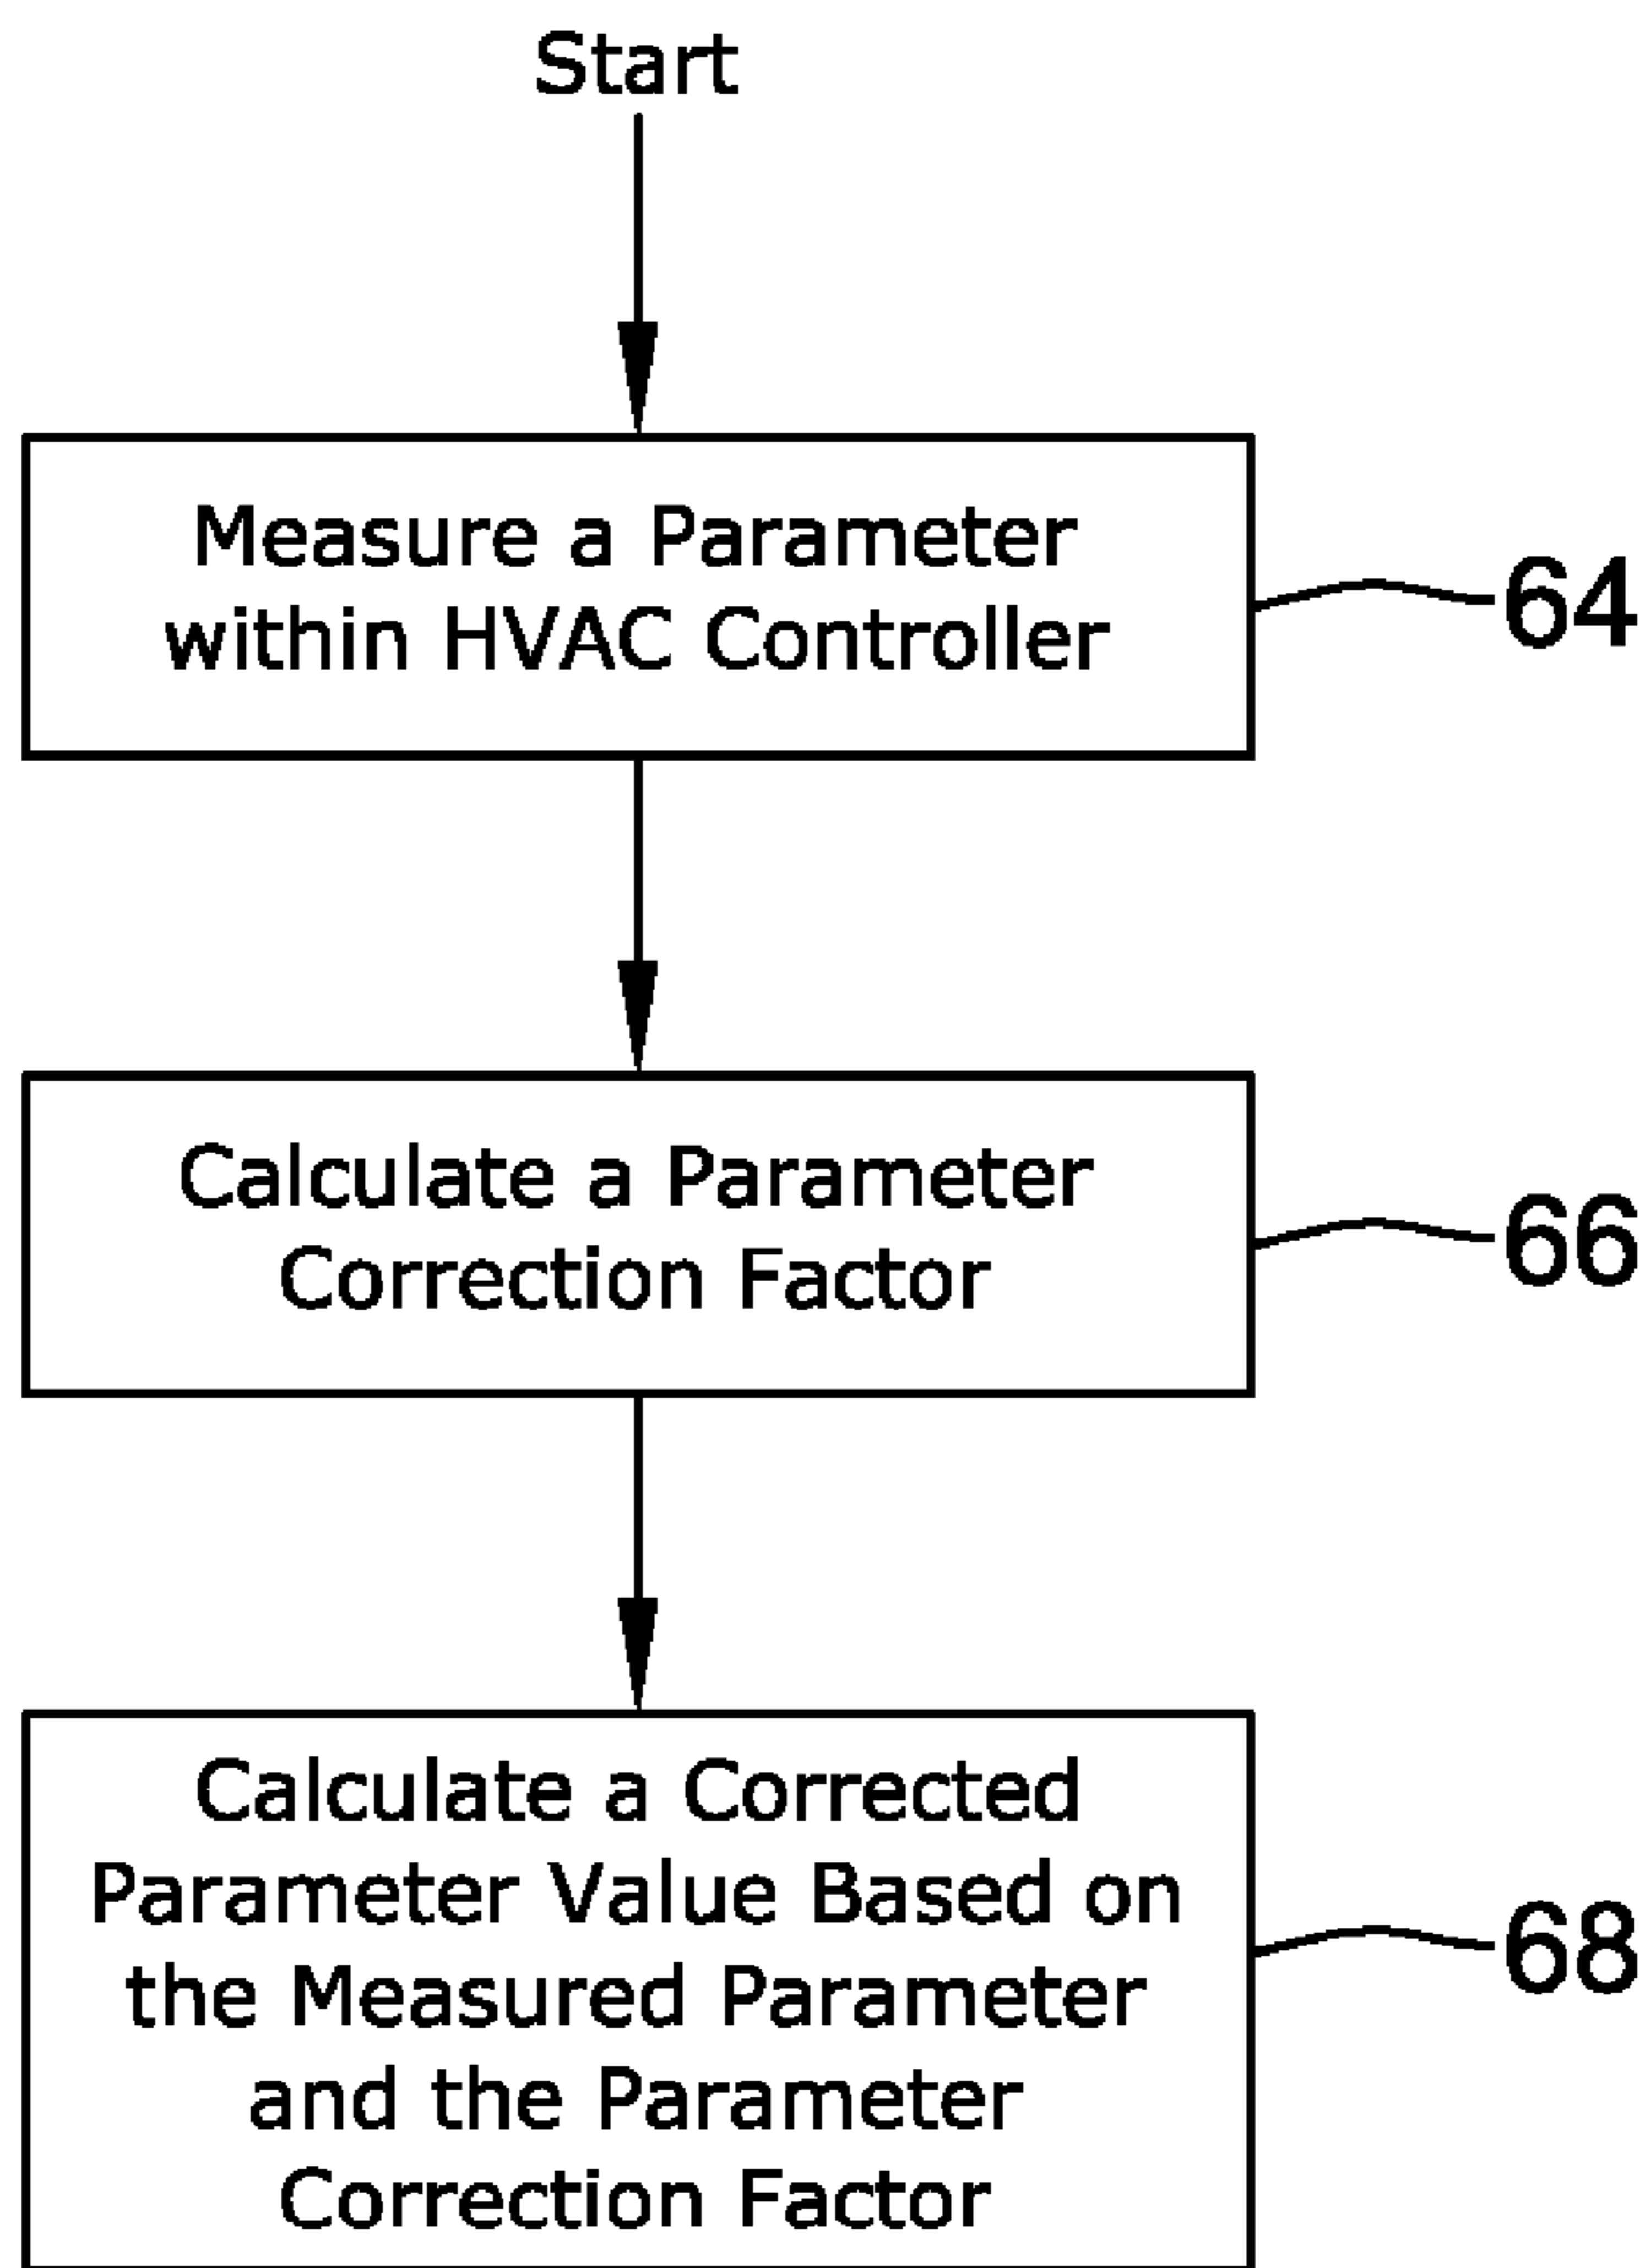 Start
Measure a Parameter
within HVAC Controller
64
Calculate a Parameter
Correction Factor
66
Calculate a Corrected
Parameter Value Based on
the Measured Parameter
and the Parameter
Correction Factor
68